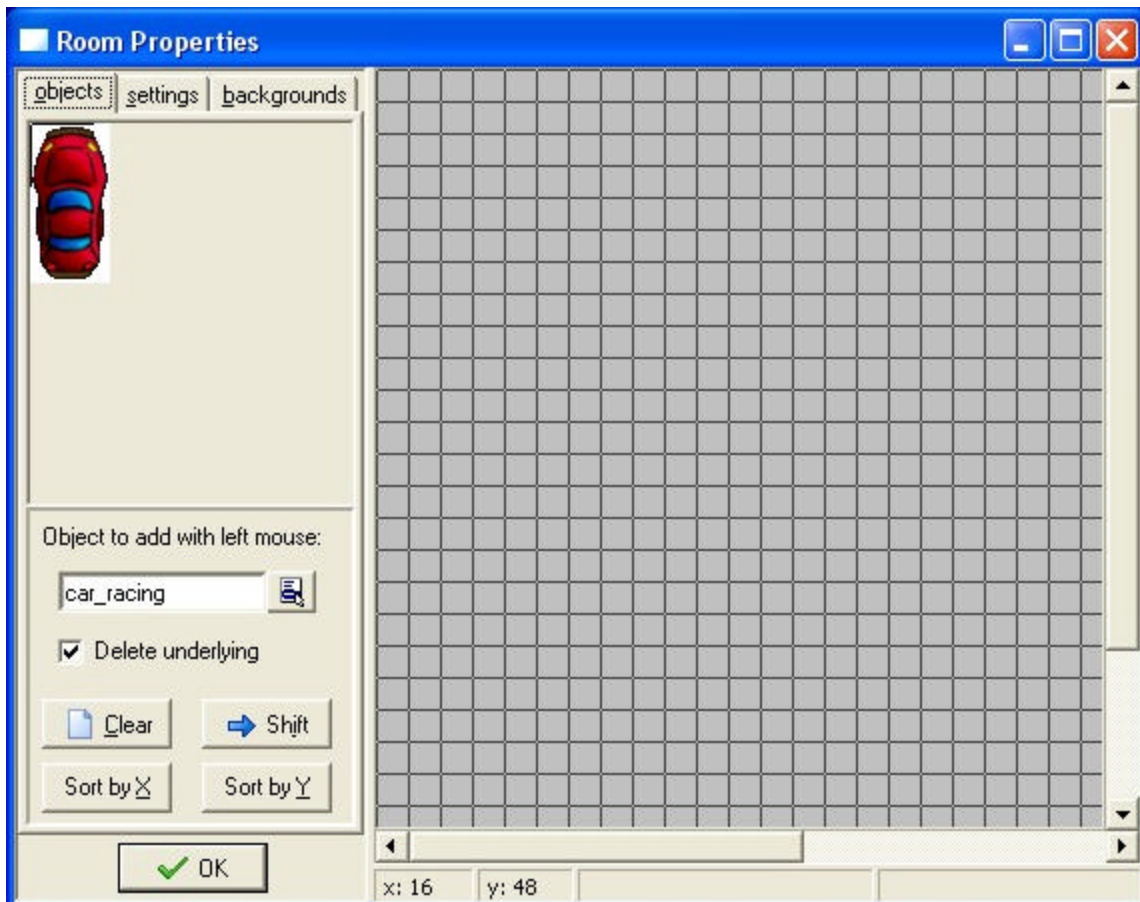 Room Properties
objects settings backgrounds
Object to add with left mouse:
car_racing
Delete underlying
Clear Shift
Sort by X Sort by Y
OK
x: 16 y: 48